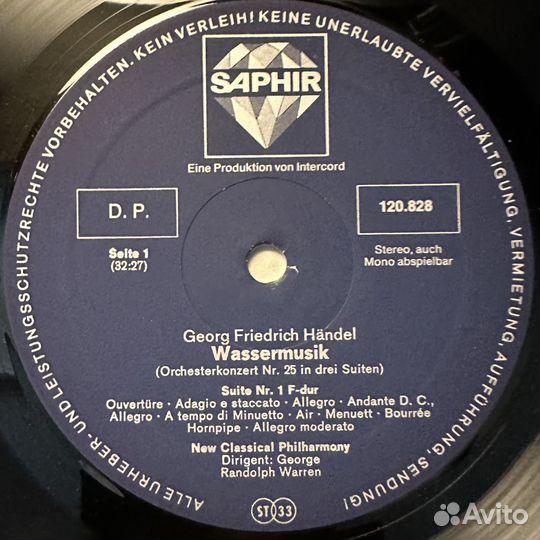 ALLE URHEBER- UND LEISTUNGSSCHUTZRECHTE VORBEHALTEN. KEIN VERLEIH! KEINE UNERLAUBTE VERVIELFÄLTIGUNG, VERMIETUNG, AUFFÜHRUNG, SENDUNG!
SAPHIR
Eine Produktion von Intercord
D. P.
120.828
Seite 1
(32:27)
Stereo, auch
Mono abspielbar
Georg Friedrich Händel
Wassermusik
(Orchesterkonzert Nr. 25 in drei Suiten)
Suite Nr. 1 F-dur
Ouvertüre · Adagio e staccato · Allegro · Andante D. C.,
Allegro · A tempo di Minuetto · Air · Menuett · Bourrée
Hornpipe · Allegro moderato
New Classical Philharmony
Dirigent: George
Randolph Warren
ST 33
Avito